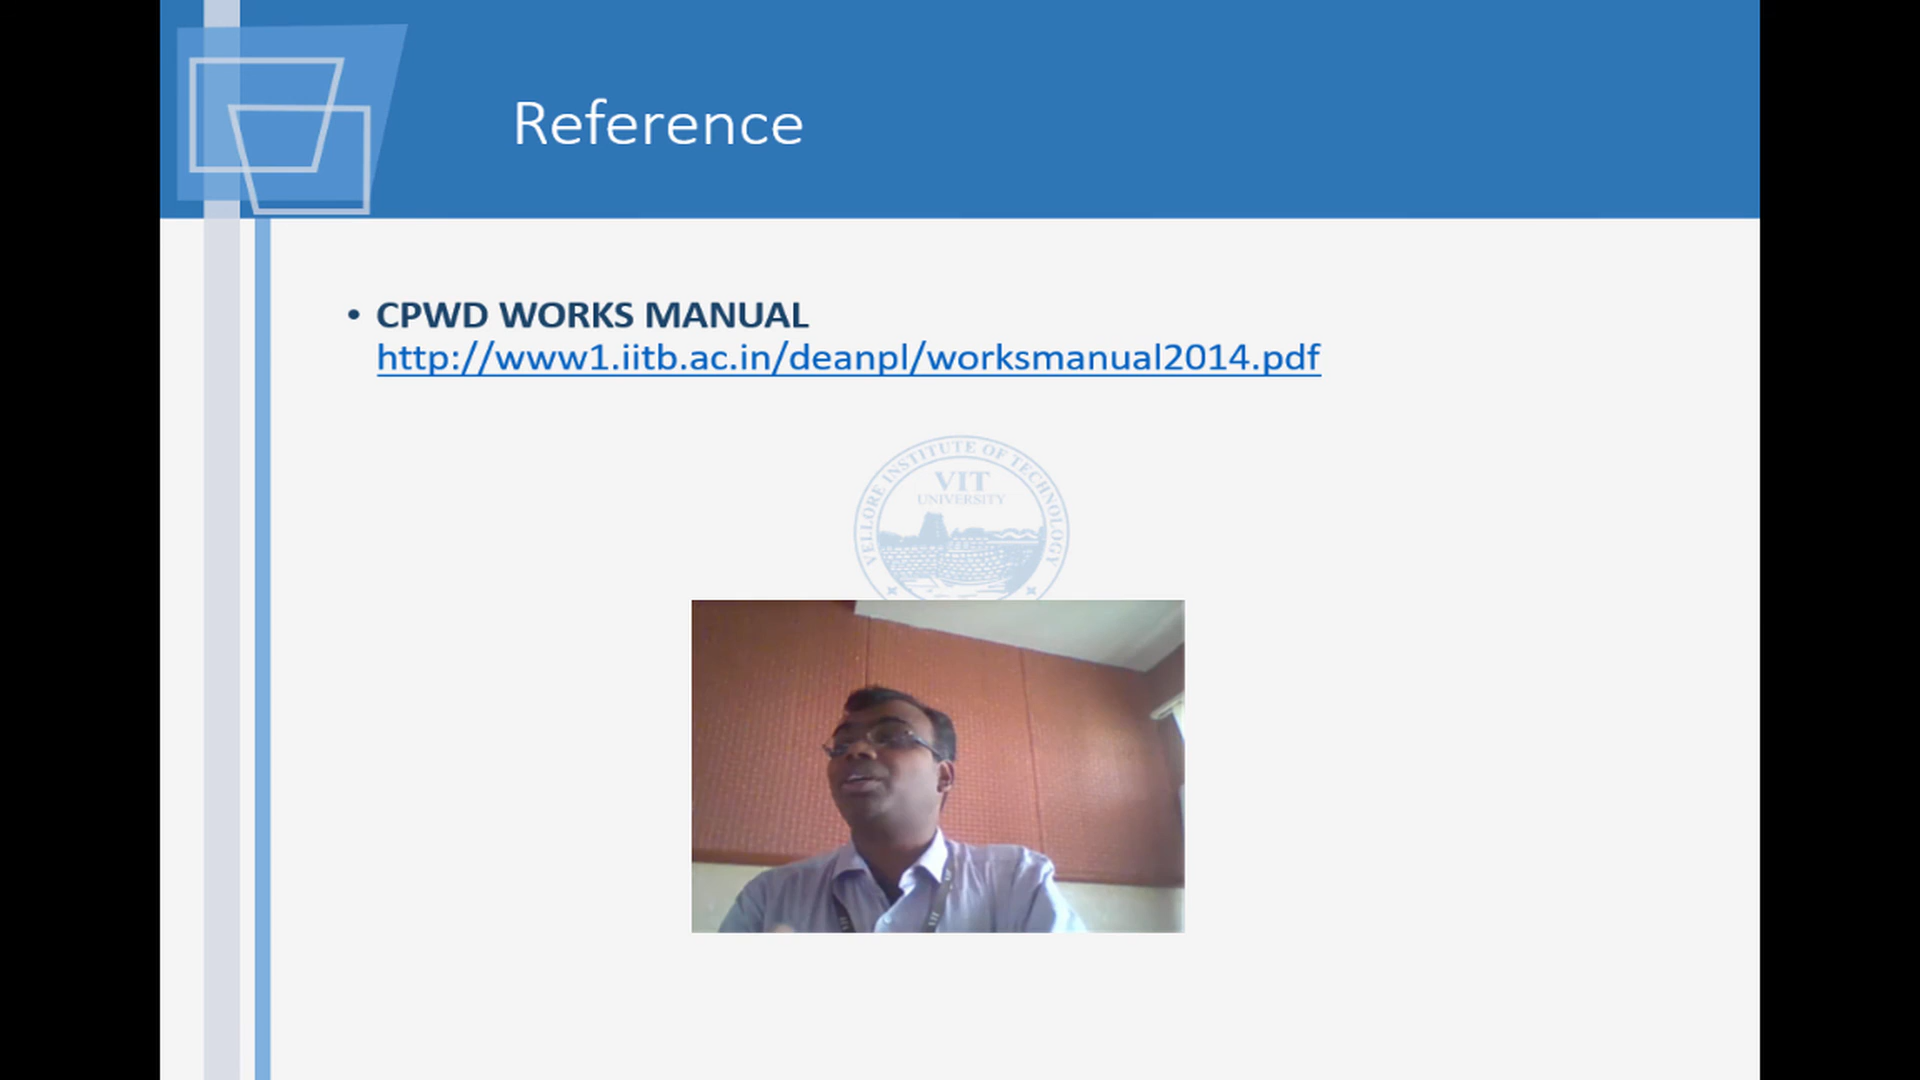 Reference
• CPWD WORKS MANUAL
http://www1.iitb.ac.in/deanpl/worksmanual2014.pdf
VELLORE INSTITUTE OF TECHNOLOGY
VIT
UNIVERSITY